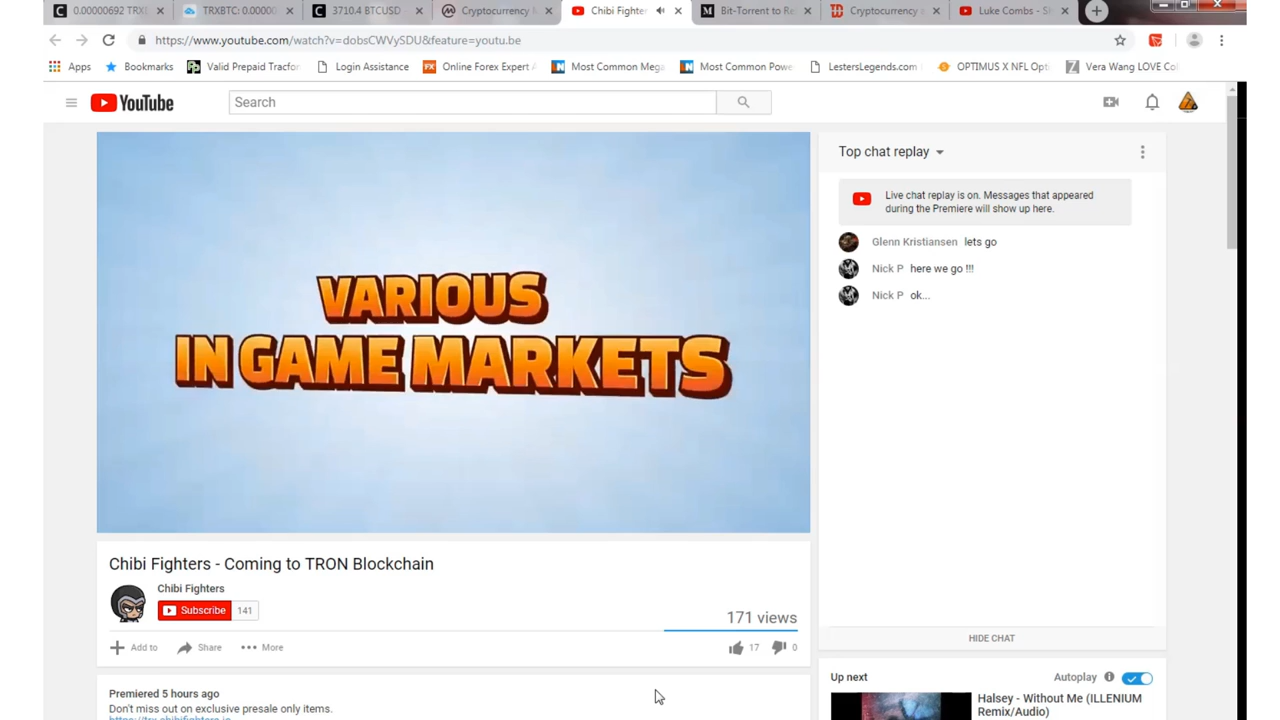 0.00000692 TRX
TRXBTC: 0.0000
3710.4 BTCUSD
Cryptocurrency
Chibi Fighter
Bit-Torrent to Re
Cryptocurrency
Luke Combs - S
https://www.youtube.com/watch?v=dobsCWVySDU&feature=youtu.be
Apps
Bookmarks
Valid Prepaid Tracfon
Login Assistance
Online Forex Expert
Most Common Mega
Most Common Powe
LestersLegends.com
OPTIMUS X NFL Opti
Vera Wang LOVE Col
YouTube
Search
VARIOUS
IN GAME MARKETS
Chibi Fighters - Coming to TRON Blockchain
Chibi Fighters
Subscribe 141
171 views
Add to
Share
More
17
0
Premiered 5 hours ago
Don't miss out on exclusive presale only items.
Top chat replay
Live chat replay is on. Messages that appeared
during the Premiere will show up here.
Glenn Kristiansen lets go
Nick P here we go !!!
Nick P ok...
HIDE CHAT
Up next
Autoplay
Halsey - Without Me (ILLENIUM
Remix/Audio)